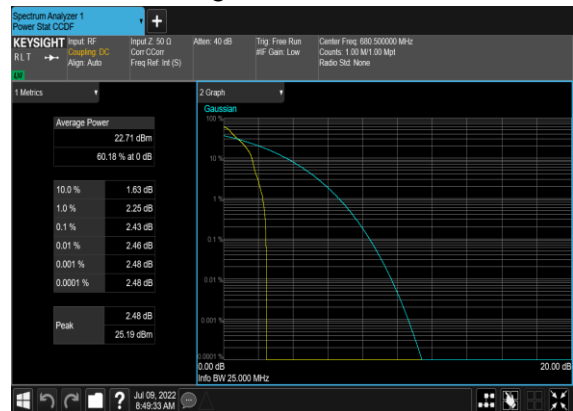 Spectrum Analyzer 1
Power Stat CCDF
+
KEYSIGHT
RLT
Input: RF
Coupling: DC
Align: Auto
Input Z: 50 Ω
Corr CCorr
Freq Ref: Int (S)
Atten: 40 dB
Trig: Free Run
#IF Gain: Low
Center Freq: 680.500000 MHz
Counts: 1.00 M/1.00 Mpt
Radio Std: None
1 Metrics
Average Power
22.71 dBm
60.18 % at 0 dB
10.0 % 1.63 dB
1.0 % 2.25 dB
0.1 % 2.43 dB
0.01 % 2.46 dB
0.001 % 2.48 dB
0.0001 % 2.48 dB
Peak
2.48 dB
25.19 dBm
2 Graph
Gaussian
100 %
10 %
1 %
0.1 %
0.01 %
0.001 %
0.0001 %
0.00 dB
20.00 dB
Info BW 25.000 MHz
?
Jul 09, 2022
8:49:33 AM